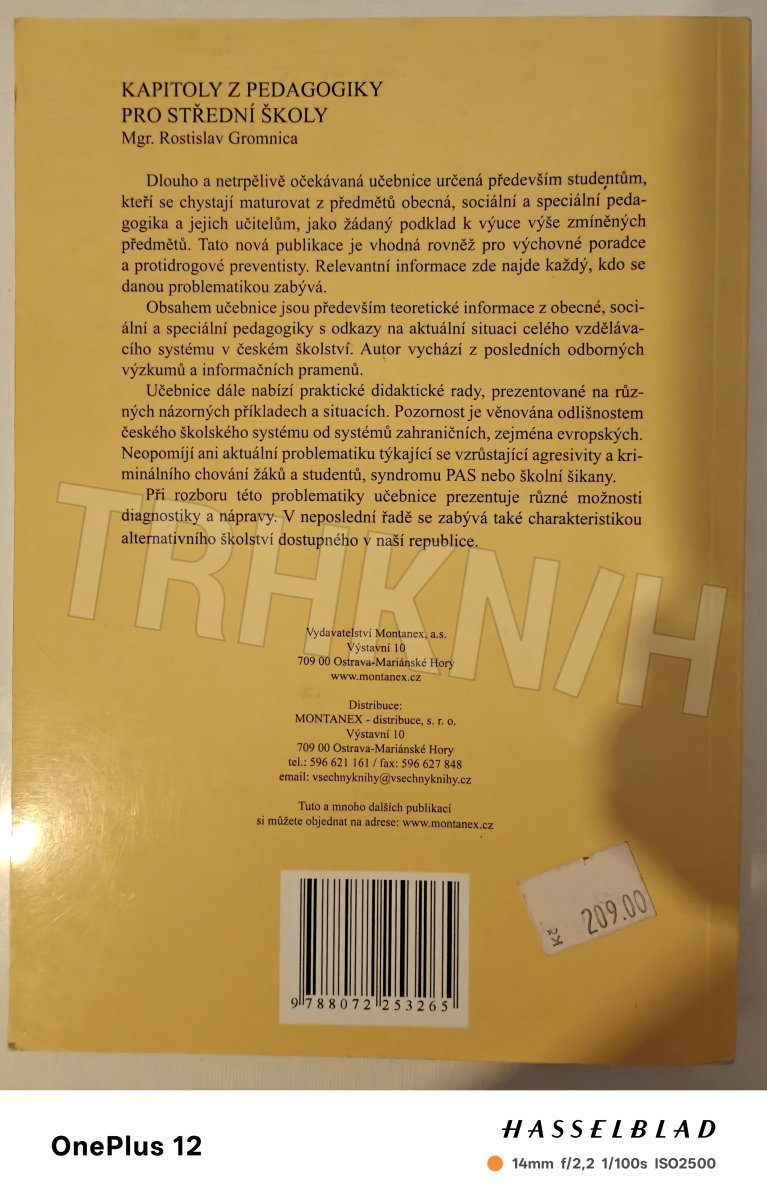 KAPITOLY Z PEDAGOGIKY
PRO STŘEDNÍ ŠKOLY
Mgr. Rostislav Gromnica
Dlouho a netrpělivě očekávaná učebnice určená především studentům,
kteří se chystají maturovat z předmětů obecná, sociální a speciální peda-
gogika a jejich učitelům, jako žádaný podklad k výuce výše zmíněných
předmětů. Tato nová publikace je vhodná rovněž pro výchovné poradce
a protidrogové preventisty. Relevantní informace zde najde každý, kdo se
danou problematikou zabývá.
Obsahem učebnice jsou především teoretické informace z obecné, soci-
ální a speciální pedagogiky s odkazy na aktuální situaci celého vzděláva-
cího systému v českém školství. Autor vychází z posledních odborných
výzkumů a informačních pramenů.
Učebnice dále nabízí praktické didaktické rady, prezentované na růz-
ných názorných příkladech a situacích. Pozornost je věnována odlišnostem
českého školského systému od systémů zahraničních, zejména evropských.
Neopomíjí ani aktuální problematiku týkající se vzrůstající agresivity a kri-
minálního chování žáků a studentů, syndromu PAS nebo školní šikany.
Při rozboru této problematiky učebnice prezentuje různé možnosti
diagnostiky a nápravy. V neposlední řadě se zabývá také charakteristikou
alternativního školství dostupného v naší republice.
TRHKN/H
Vydavatelství Montanex, a.s.
Výstavní 10
709 00 Ostrava-Mariánské Hory
www.montanex.cz
Distribuce:
MONTANEX - distribuce, s. r. o.
Výstavní 10
709 00 Ostrava-Mariánské Hory
tel.: 596 621 161 / fax: 596 627 848
email: vsechnyknihy@vsechnyknihy.cz
Tuto a mnoho dalších publikací
si můžete objednat na adrese: www.montanex.cz
Kč 209.00
9 788072 253265
OnePlus 12
HASSELBLAD
14mm f/2,2 1/100s ISO2500